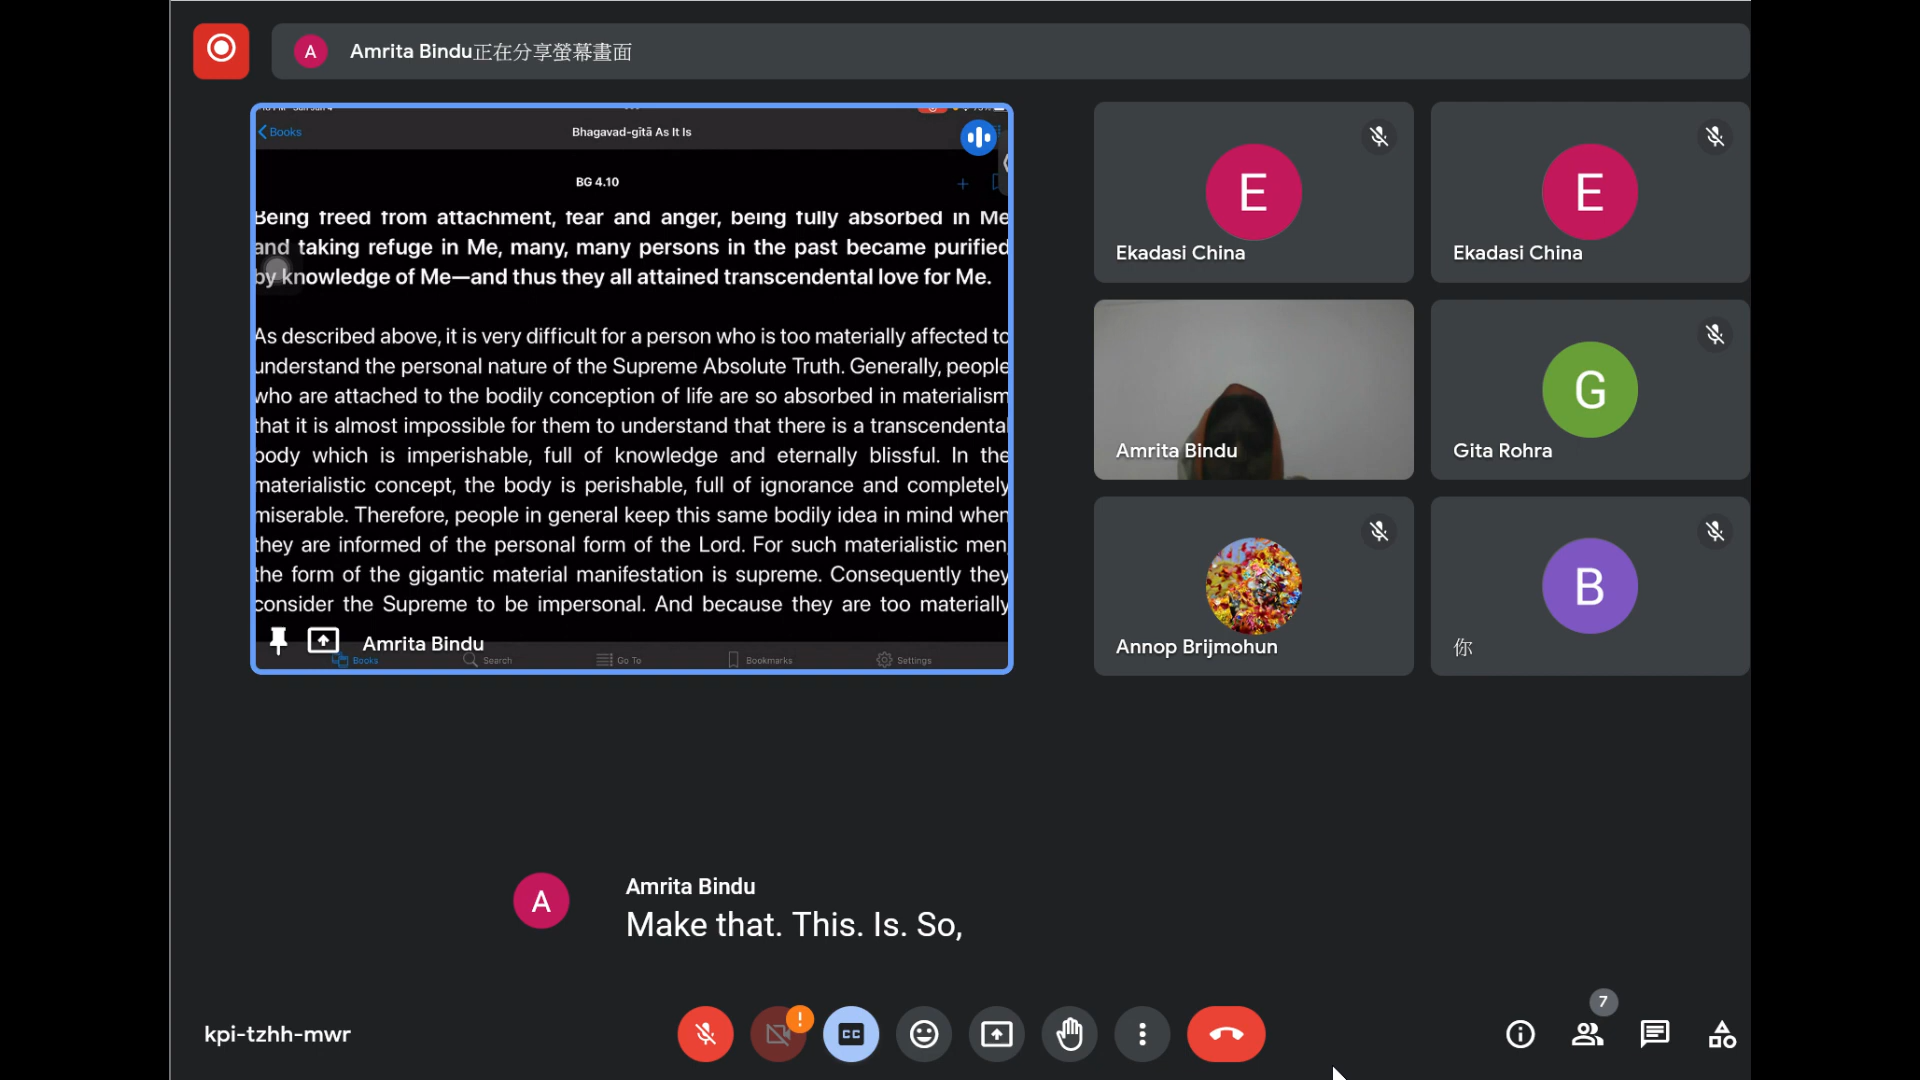 A Amrita Bindu正在分享螢幕畫面
Books
Bhagavad-gītā As It Is
BG 4.10
Being freed from attachment, fear and anger, being fully absorbed in Me
and taking refuge in Me, many, many persons in the past became purified
by knowledge of Me—and thus they all attained transcendental love for Me.
As described above, it is very difficult for a person who is too materially affected to
understand the personal nature of the Supreme Absolute Truth. Generally, people
who are attached to the bodily conception of life are so absorbed in materialism
that it is almost impossible for them to understand that there is a transcendental
body which is imperishable, full of knowledge and eternally blissful. In the
materialistic concept, the body is perishable, full of ignorance and completely
miserable. Therefore, people in general keep this same bodily idea in mind when
they are informed of the personal form of the Lord. For such materialistic men,
the form of the gigantic material manifestation is supreme. Consequently they
consider the Supreme to be impersonal. And because they are too materially
Amrita Bindu
Books Search Go To Bookmarks Settings
E
Ekadasi China
E
Ekadasi China
Amrita Bindu
G
Gita Rohra
Annop Brijmohun
B
你
A
Amrita Bindu
Make that. This. Is. So,
kpi-tzhh-mwr
!
CC
7